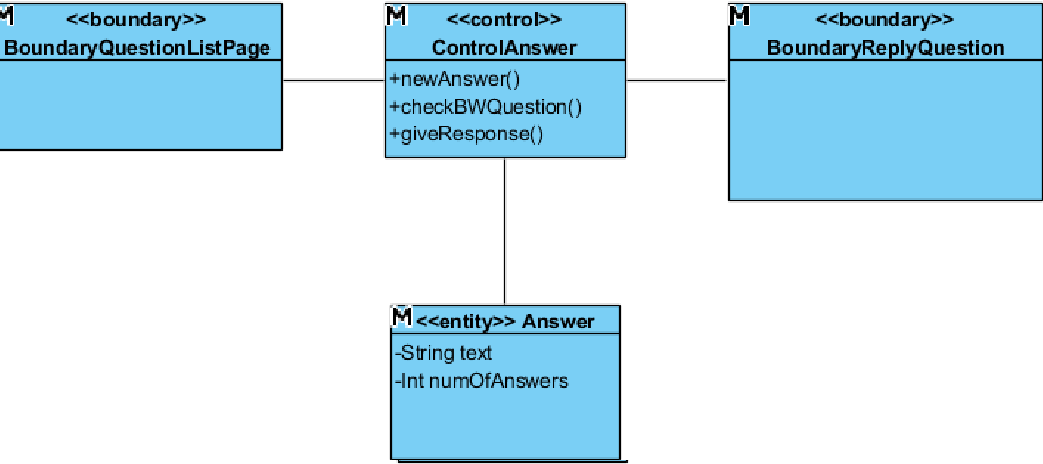 M <<boundary>>
BoundaryQuestionListPage
M <<control>>
ControlAnswer
+newAnswer()
+checkBWQuestion()
+giveResponse()
M <<boundary>>
BoundaryReplyQuestion
M <<entity>> Answer
-String text
-Int numOfAnswers